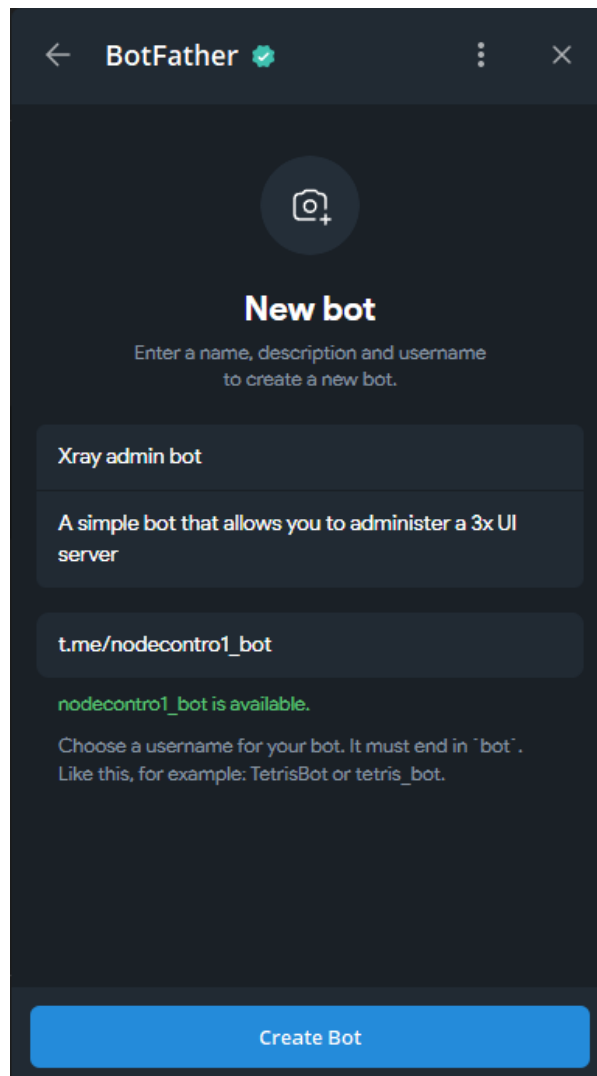 BotFather
New bot
Enter a name, description and username
to create a new bot.
Xray admin bot
A simple bot that allows you to administer a 3x UI
server
t.me/nodecontro1_bot
nodecontro1_bot is available.
Choose a username for your bot. It must end in `bot`.
Like this, for example: TetrisBot or tetris_bot.
Create Bot